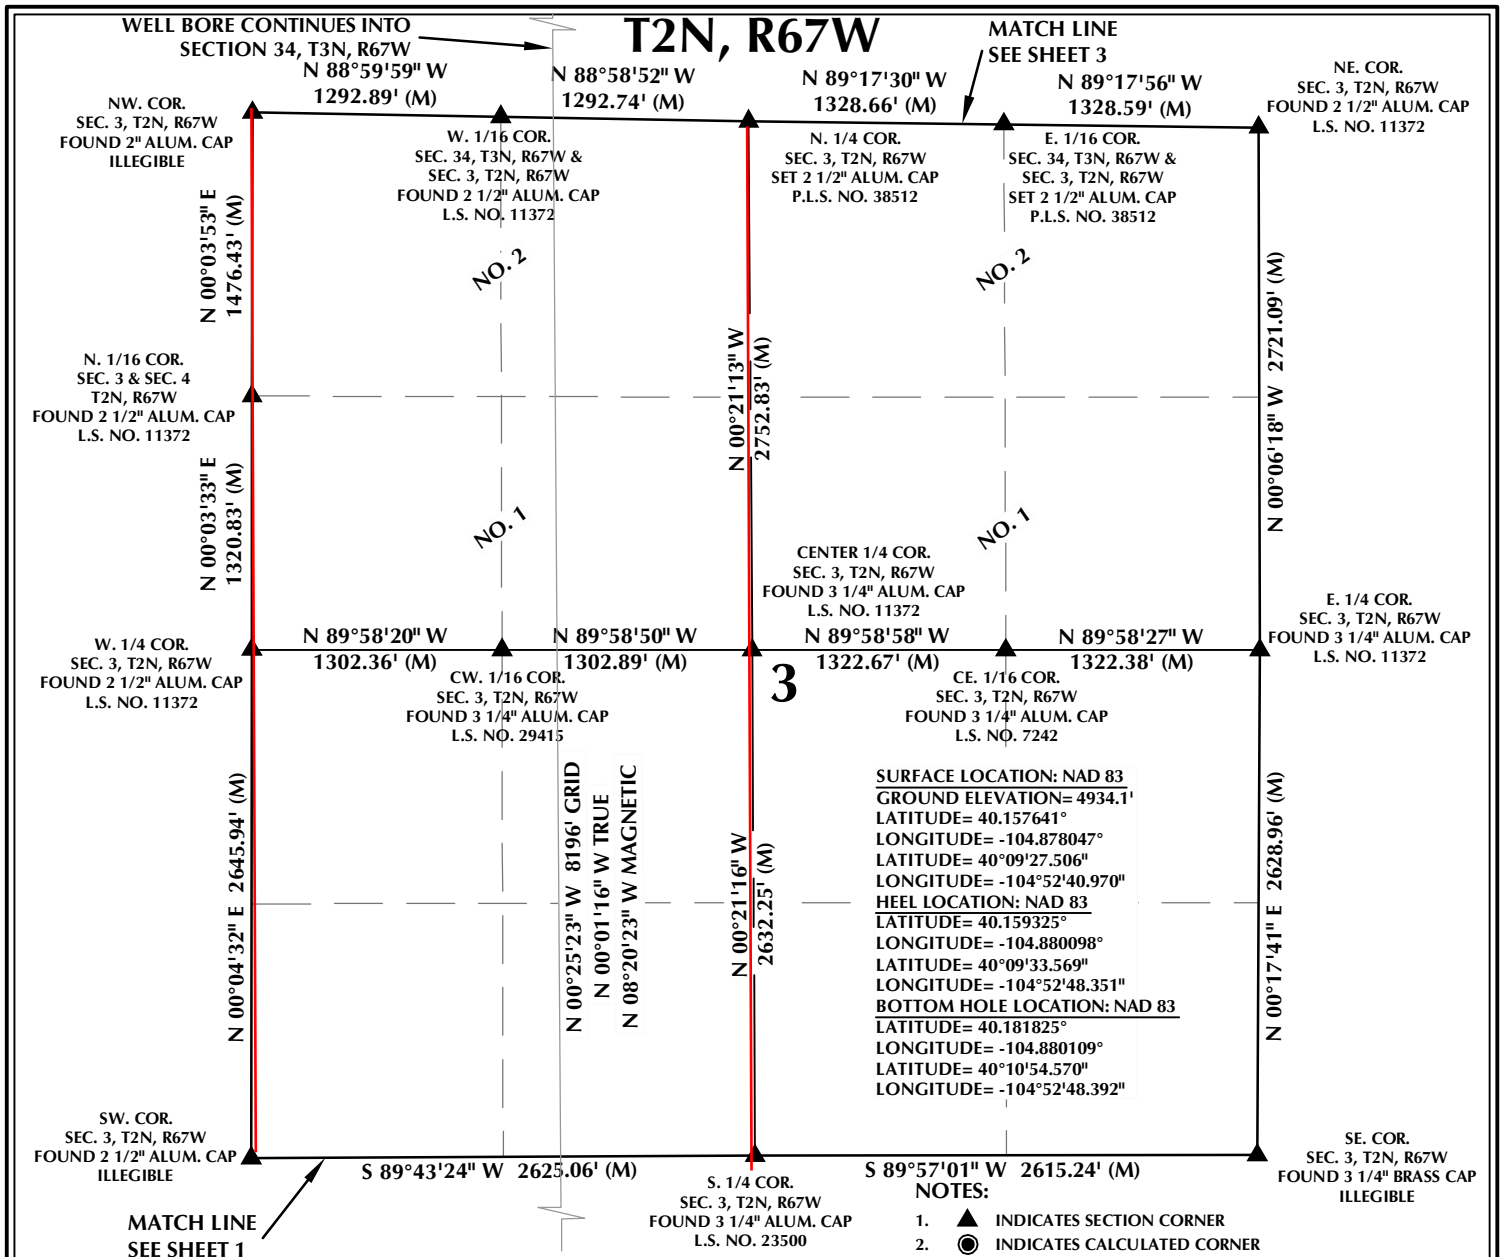 WELL BORE CONTINUES INTO
SECTION 34, T3N, R67W
T2N, R67W
MATCH LINE
SEE SHEET 3
N 88°59'59" W
1292.89' (M)
N 88°58'52" W
1292.74' (M)
N 89°17'30" W
1328.66' (M)
N 89°17'56" W
1328.59' (M)
NE. COR.
SEC. 3, T2N, R67W
FOUND 2 1/2" ALUM. CAP
L.S. NO. 11372
NW. COR.
SEC. 3, T2N, R67W
FOUND 2" ALUM. CAP
ILLEGIBLE
W. 1/16 COR.
SEC. 34, T3N, R67W &
SEC. 3, T2N, R67W
FOUND 2 1/2" ALUM. CAP
L.S. NO. 11372
N. 1/4 COR.
SEC. 3, T2N, R67W
SET 2 1/2" ALUM. CAP
P.L.S. NO. 38512
E. 1/16 COR.
SEC. 34, T3N, R67W &
SEC. 3, T2N, R67W
SET 2 1/2" ALUM. CAP
P.L.S. NO. 38512
N 00°03'53" E
1476.43' (M)
NO. 2
NO. 2
N 00°21'13" W
2752.83' (M)
N 00°06'18" W 2721.09' (M)
N. 1/16 COR.
SEC. 3 & SEC. 4
T2N, R67W
FOUND 2 1/2" ALUM. CAP
L.S. NO. 11372
N 00°03'33" E
1320.83' (M)
NO. 1
NO. 1
CENTER 1/4 COR.
SEC. 3, T2N, R67W
FOUND 3 1/4" ALUM. CAP
L.S. NO. 11372
W. 1/4 COR.
SEC. 3, T2N, R67W
FOUND 2 1/2" ALUM. CAP
L.S. NO. 11372
N 89°58'20" W
1302.36' (M)
N 89°58'50" W
1302.89' (M)
N 89°58'58" W
1322.67' (M)
N 89°58'27" W
1322.38' (M)
E. 1/4 COR.
SEC. 3, T2N, R67W
FOUND 3 1/4" ALUM. CAP
L.S. NO. 11372
CW. 1/16 COR.
SEC. 3, T2N, R67W
FOUND 3 1/4" ALUM. CAP
L.S. NO. 29415
3
CE. 1/16 COR.
SEC. 3, T2N, R67W
FOUND 3 1/4" ALUM. CAP
L.S. NO. 7242
N 00°04'32" E 2645.94' (M)
N 00°25'23" W 8196' GRID
N 00°01'16" W TRUE
N 08°20'23" W MAGNETIC
N 00°21'16" W
2632.25' (M)
SURFACE LOCATION: NAD 83
GROUND ELEVATION= 4934.1'
LATITUDE= 40.157641°
LONGITUDE= -104.878047°
LATITUDE= 40°09'27.506"
LONGITUDE= -104°52'40.970"
HEEL LOCATION: NAD 83
LATITUDE= 40.159325°
LONGITUDE= -104.880098°
LATITUDE= 40°09'33.569"
LONGITUDE= -104°52'48.351"
BOTTOM HOLE LOCATION: NAD 83
LATITUDE= 40.181825°
LONGITUDE= -104.880109°
LATITUDE= 40°10'54.570"
LONGITUDE= -104°52'48.392"
N 00°17'41" E 2628.96' (M)
SW. COR.
SEC. 3, T2N, R67W
FOUND 2 1/2" ALUM. CAP
ILLEGIBLE
S 89°43'24" W 2625.06' (M)
S 89°57'01" W 2615.24' (M)
SE. COR.
SEC. 3, T2N, R67W
FOUND 3 1/4" BRASS CAP
ILLEGIBLE
MATCH LINE
SEE SHEET 1
S. 1/4 COR.
SEC. 3, T2N, R67W
FOUND 3 1/4" ALUM. CAP
L.S. NO. 23500
NOTES:
1. INDICATES SECTION CORNER
2. INDICATES CALCULATED CORNER